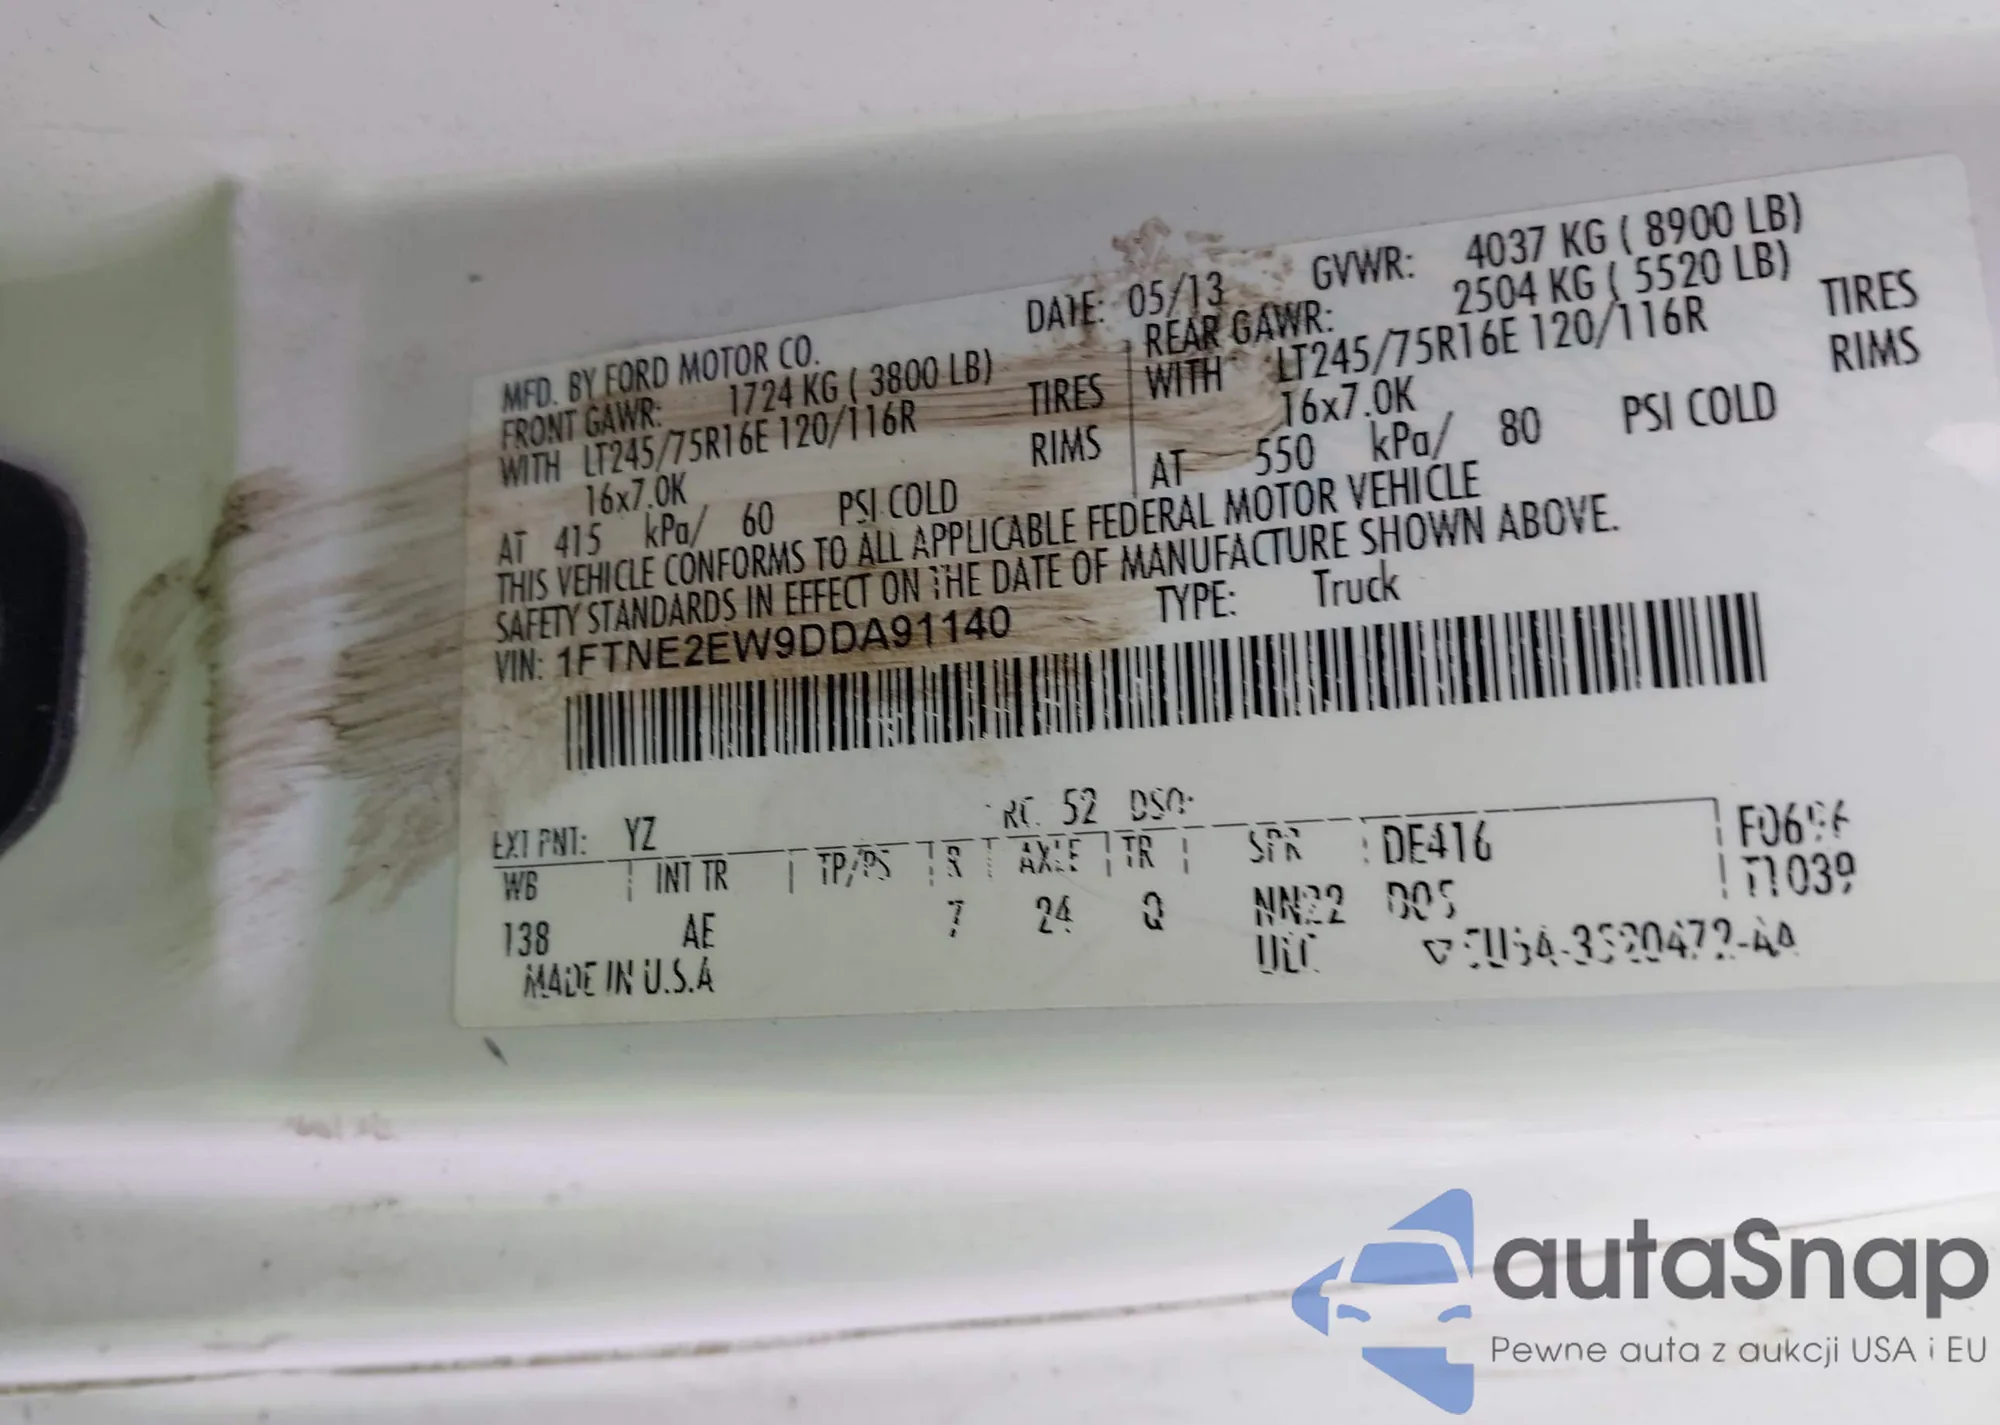 MFD. BY FORD MOTOR CO. DATE: 05/13 GVWR: 4037 KG ( 8900 LB)
FRONT GAWR: 1724 KG ( 3800 LB) REAR GAWR: 2504 KG ( 5520 LB)
WITH LT245/75R16E 120/116R TIRES WITH LT245/75R16E 120/116R TIRES
16x7.0K RIMS 16x7.0K RIMS
AT 415 kPa/ 60 PSI COLD AT 550 kPa/ 80 PSI COLD
THIS VEHICLE CONFORMS TO ALL APPLICABLE FEDERAL MOTOR VEHICLE
SAFETY STANDARDS IN EFFECT ON THE DATE OF MANUFACTURE SHOWN ABOVE.
VIN: 1FTNE2EW9DDA91140 TYPE: Truck
EXT PNT: YZ RC: 52 DSO:
WB INT TR TP/PS R AXLE TR SPR DE416
138 AE 7 24 Q NN22 D05 T1039
MADE IN U.S.A
autaSnap
Pewne auta z aukcji USA i EU